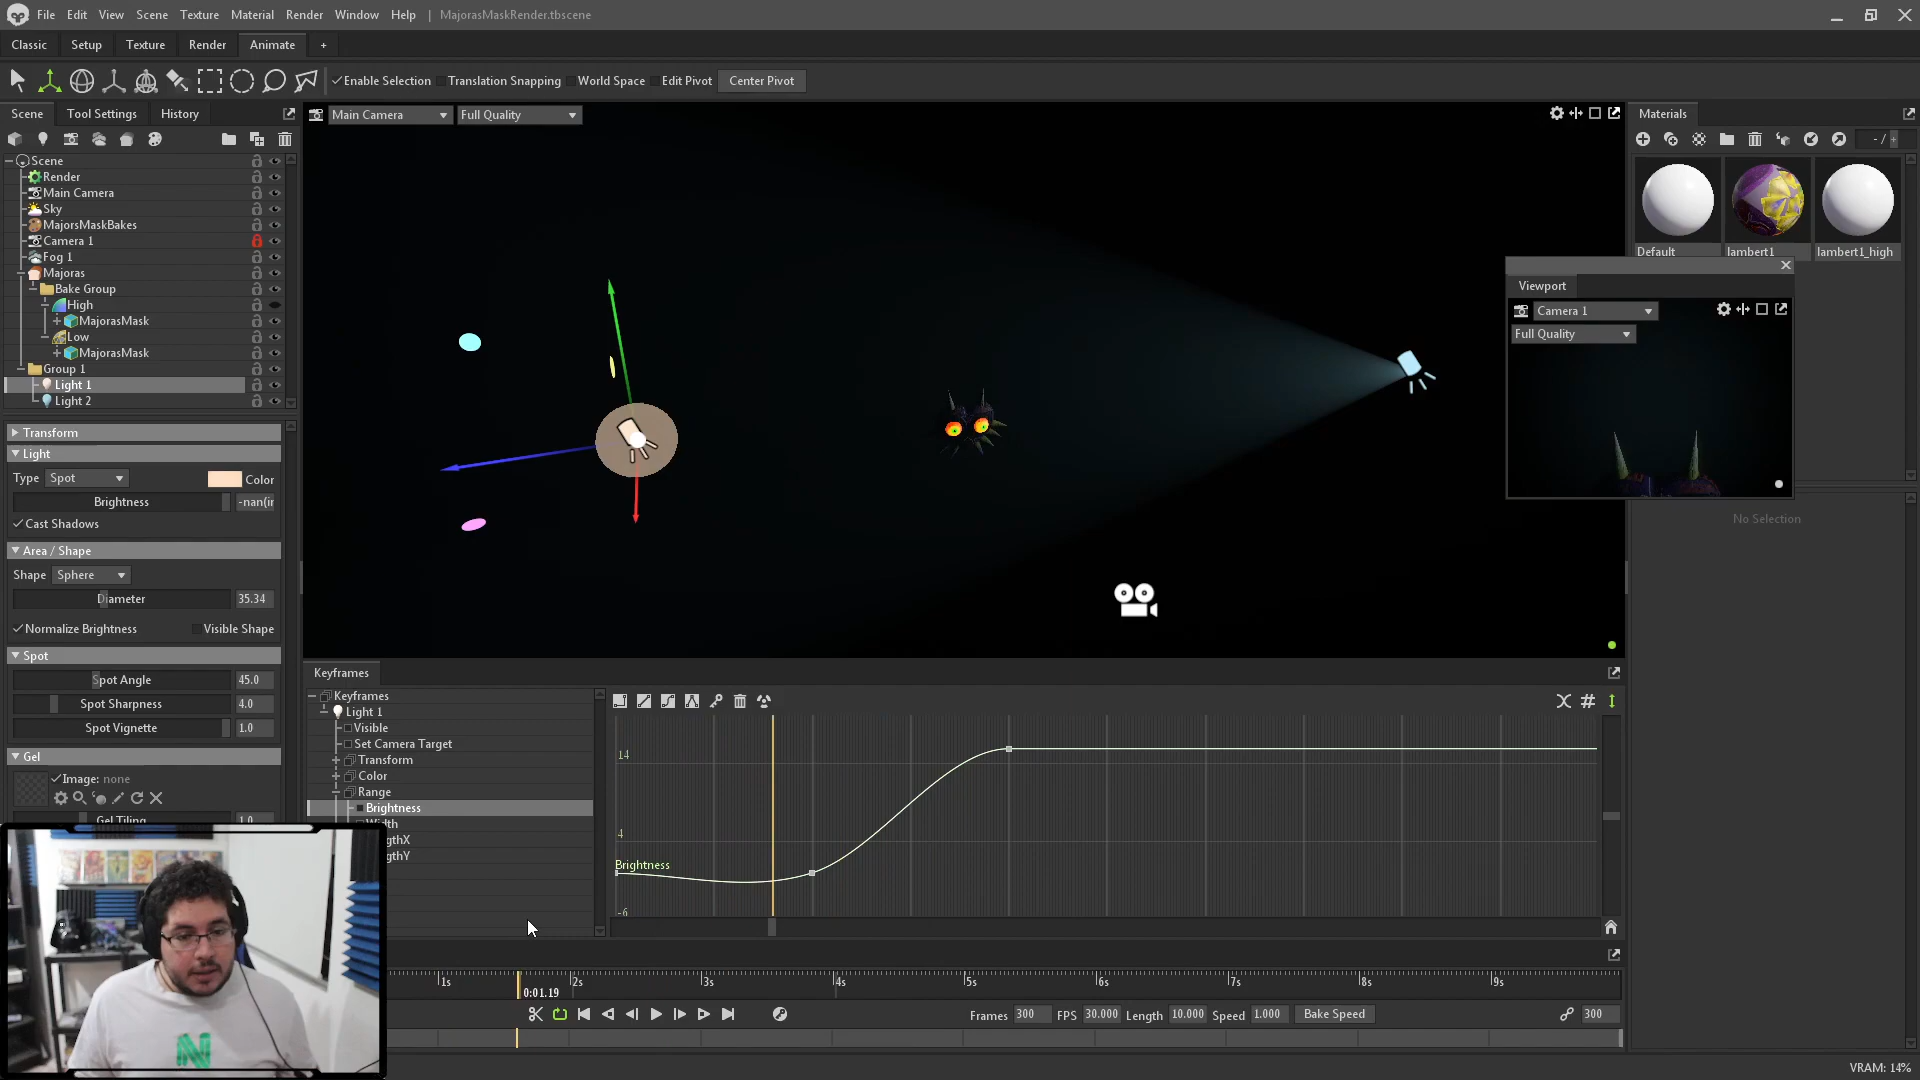 File Edit View Scene Texture Material Render Window Help | MajorasMaskRender.tbscene
Classic Setup Texture Render Animate +
Enable Selection Translation Snapping World Space Edit Pivot Center Pivot
Scene Tool Settings History
Main Camera Full Quality
Materials
- / +
Scene
Render
Main Camera
Sky
MajorsMaskBakes
Camera 1
Fog 1
Majoras
Bake Group
High
MajorasMask
Low
MajorasMask
Group 1
Light 1
Light 2
Default lambert1 lambert1_high
Viewport
Camera 1
Full Quality
No Selection
Transform
Light
Type Spot Color
Brightness -nan(ir
Cast Shadows
Area / Shape
Shape Sphere
Diameter 35.34
Normalize Brightness Visible Shape
Spot
Spot Angle 45.0
Spot Sharpness 4.0
Spot Vignette 1.0
Gel
Image: none
Gel Tiling 1.0
Keyframes
Keyframes
Light 1
Visible
Set Camera Target
Transform
Color
Range
Brightness
Width
gthX
gthY
14
4
Brightness
-6
1s 2s 3s 4s 5s 6s 7s 8s 9s
0:01.19
Frames 300 FPS 30.000 Length 10.000 Speed 1.000 Bake Speed 300
VRAM: 14%